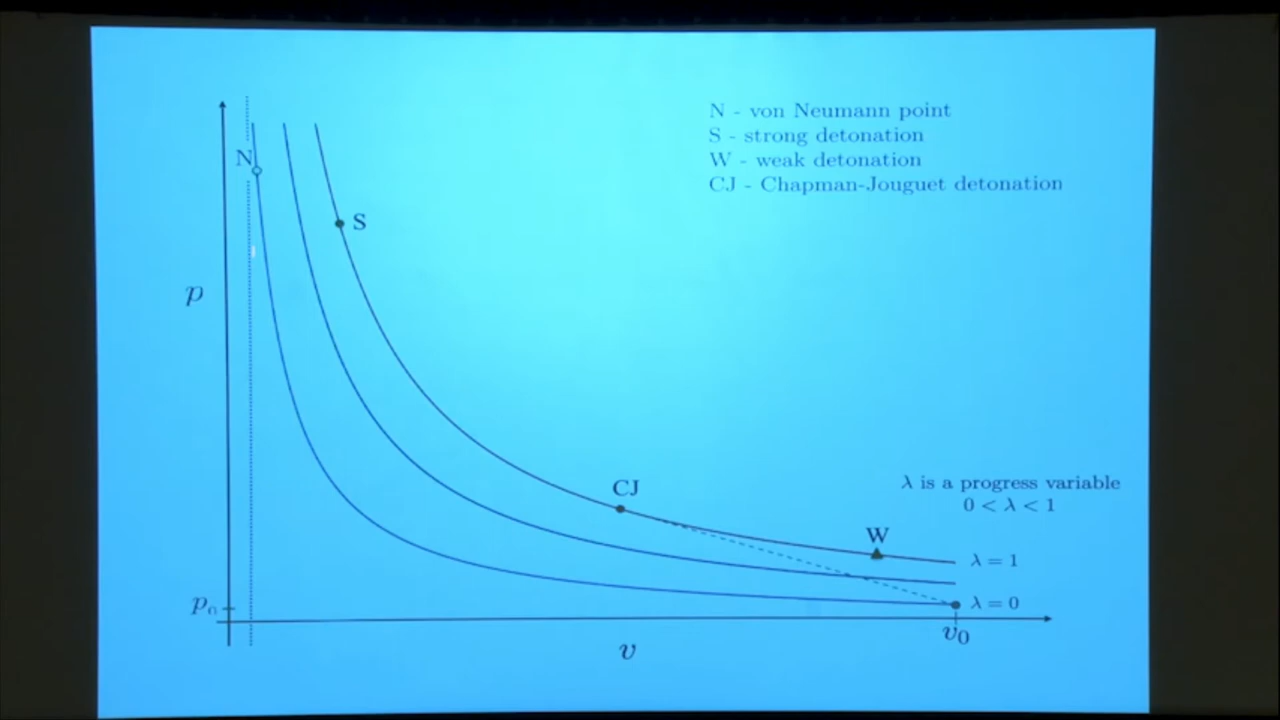 N - von Neumann point
S - strong detonation
W - weak detonation
CJ - Chapman-Jouguet detonation
N
S
p
CJ
λ is a progress variable
0 < λ < 1
W
λ = 1
p₀
λ = 0
v₀
v